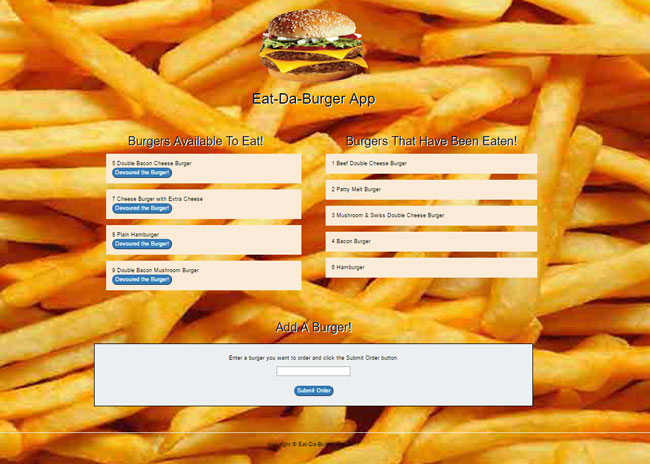 Eat-Da-Burger App
Burgers Available To Eat!
5 Double Bacon Cheese Burger
Devoured the Burger!
7 Cheese Burger with Extra Cheese
Devoured the Burger!
8 Plain Hamburger
Devoured the Burger!
9 Double Bacon Mushroom Burger
Devoured the Burger!
Burgers That Have Been Eaten!
1 Beef Double Cheese Burger
2 Patty Melt Burger
3 Mushroom & Swiss Double Cheese Burger
4 Bacon Burger
6 Hamburger
Add A Burger!
Enter a burger you want to order and click the Submit Order button.
Submit Order
copyright © Eat-Da-Burger